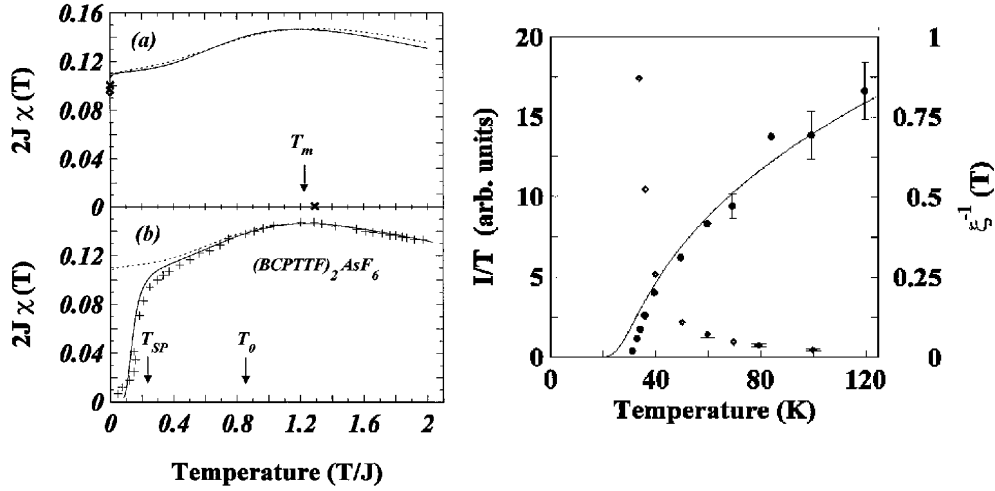 0.16
(a)
0.12
0.08
0.04
0
2J χ (T)
T_m
(b)
0.12
0.08
0.04
0
2J χ (T)
(BCPTTF)₂ AsF₆
T_SP
T_0
0 0.4 0.8 1.2 1.6 2
Temperature (T/J)
20
15
10
5
0
I/T (arb. units)
1
0.75
0.5
0.25
0
ξ⁻¹ (T)
0 40 80 120
Temperature (K)